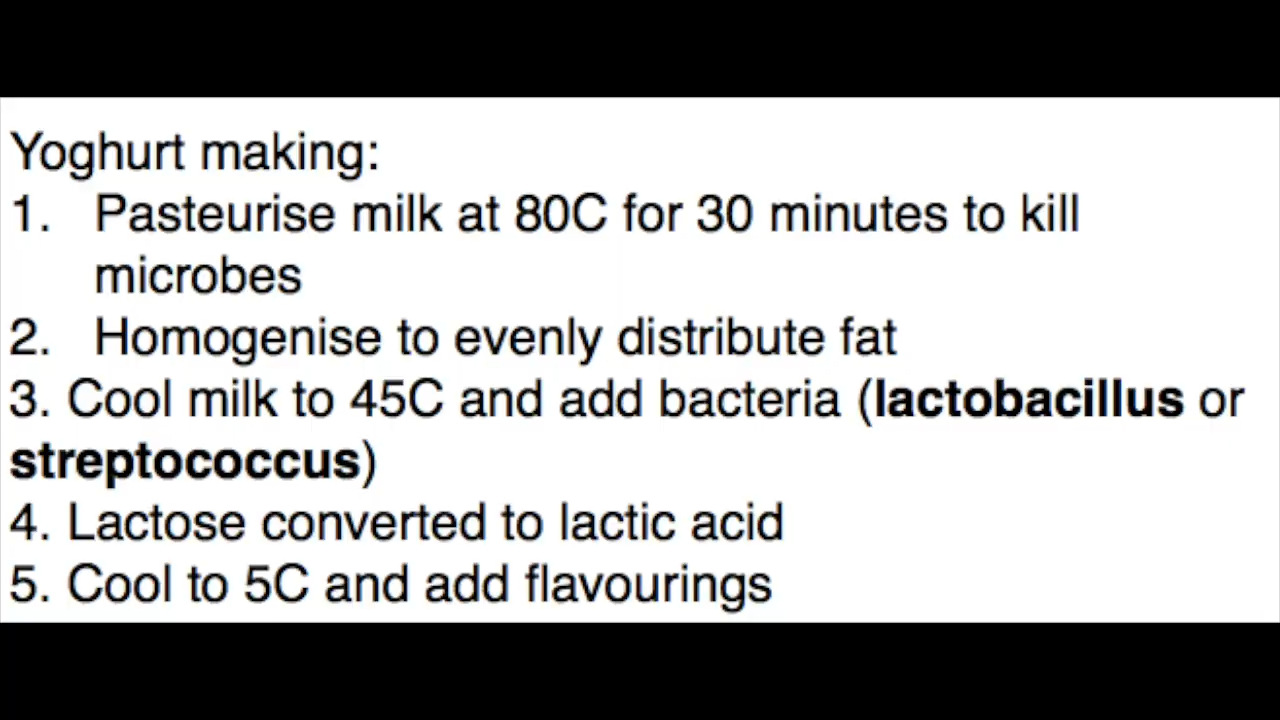 Yoghurt making:
1. Pasteurise milk at 80C for 30 minutes to kill
microbes
2. Homogenise to evenly distribute fat
3. Cool milk to 45C and add bacteria (lactobacillus or
streptococcus)
4. Lactose converted to lactic acid
5. Cool to 5C and add flavourings